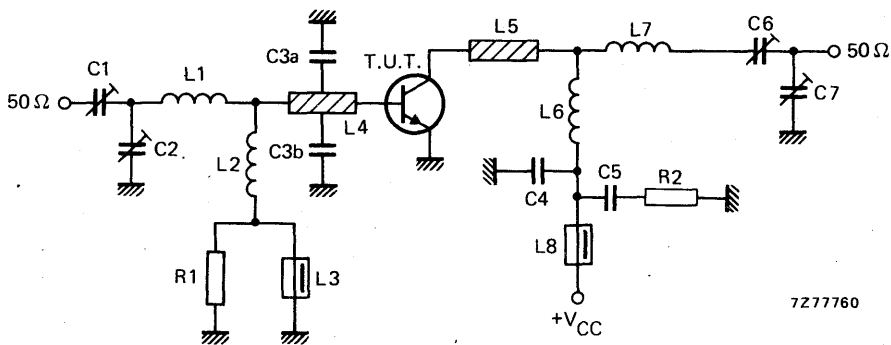 50 Ω
C1
C2
L1
L2
R1
L3
C3a
L4
C3b
T.U.T.
L5
L6
L7
C6
50 Ω
C7
C4
C5
R2
L8
+VCC
7Z77760